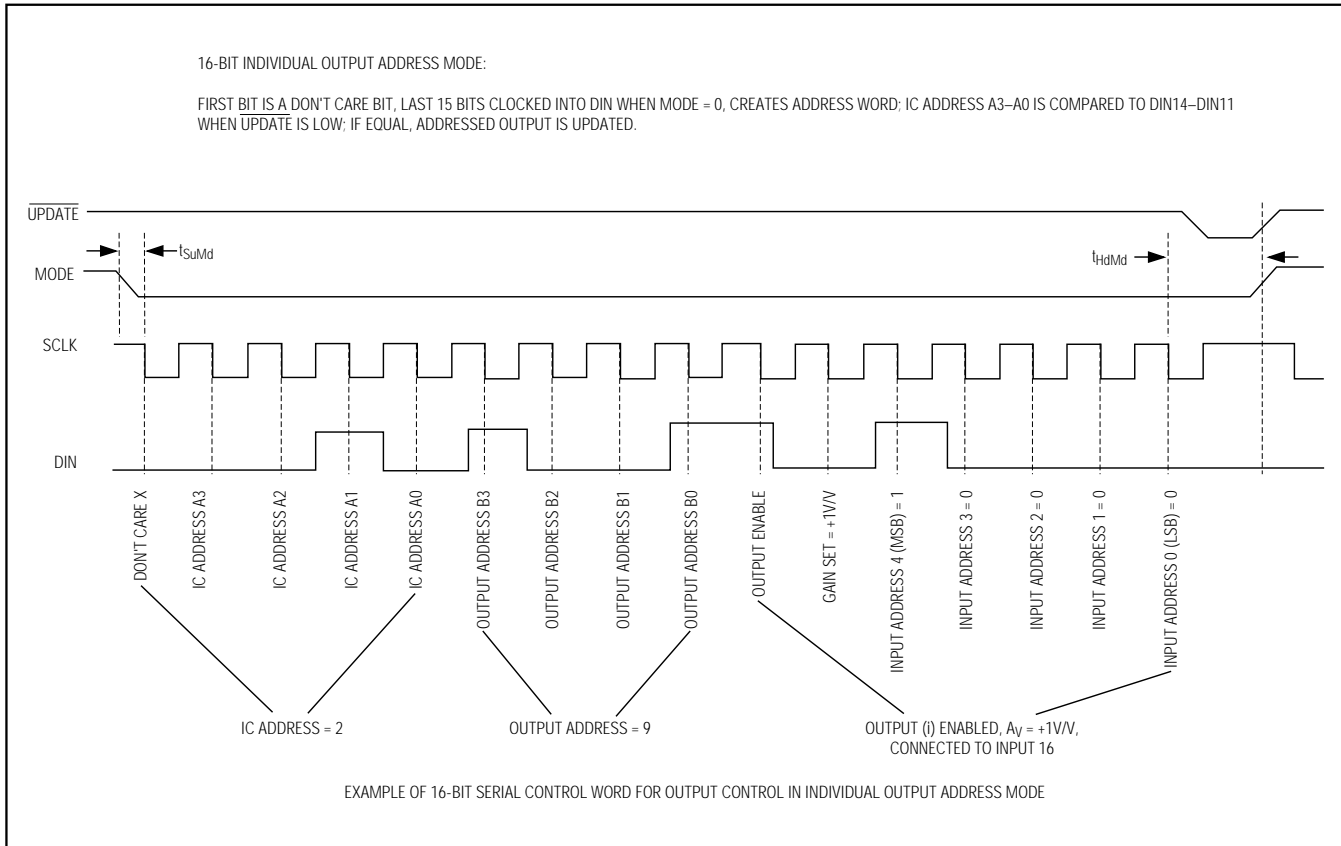 16-BIT INDIVIDUAL OUTPUT ADDRESS MODE:
FIRST BIT IS A DON'T CARE BIT, LAST 15 BITS CLOCKED INTO DIN WHEN MODE = 0, CREATES ADDRESS WORD; IC ADDRESS A3–A0 IS COMPARED TO DIN14–DIN11
WHEN UPDATE IS LOW; IF EQUAL, ADDRESSED OUTPUT IS UPDATED.
UPDATE
tSuMd
tHdMd
MODE
SCLK
DIN
DON'T CARE X
IC ADDRESS A3
IC ADDRESS A2
IC ADDRESS A1
IC ADDRESS A0
OUTPUT ADDRESS B3
OUTPUT ADDRESS B2
OUTPUT ADDRESS B1
OUTPUT ADDRESS B0
OUTPUT ENABLE
GAIN SET = +1V/V
INPUT ADDRESS 4 (MSB) = 1
INPUT ADDRESS 3 = 0
INPUT ADDRESS 2 = 0
INPUT ADDRESS 1 = 0
INPUT ADDRESS 0 (LSB) = 0
IC ADDRESS = 2
OUTPUT ADDRESS = 9
OUTPUT (i) ENABLED, AV = +1V/V,
CONNECTED TO INPUT 16
EXAMPLE OF 16-BIT SERIAL CONTROL WORD FOR OUTPUT CONTROL IN INDIVIDUAL OUTPUT ADDRESS MODE